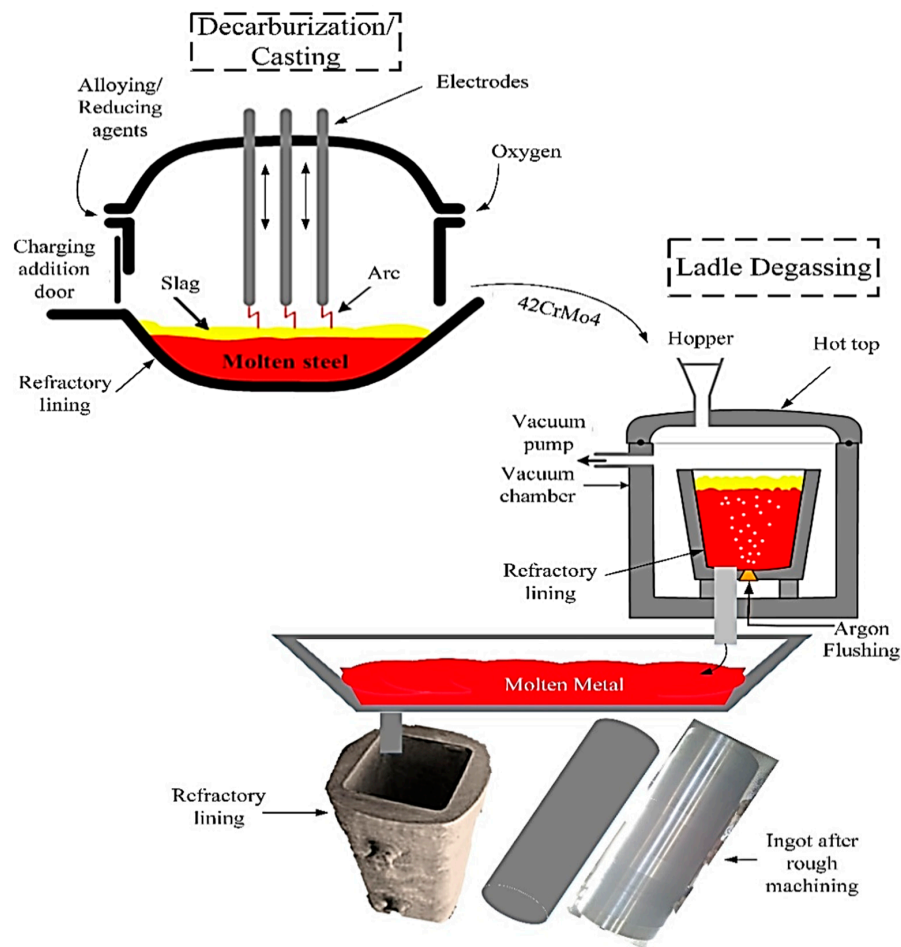 Decarburization/
Casting
Alloying/
Reducing
agents
Electrodes
Oxygen
Charging
addition
door
Slag
Arc
Molten steel
Refractory
lining
42CrMo4
Ladle Degassing
Hopper
Hot top
Vacuum
pump
Vacuum
chamber
Refractory
lining
Argon
Flushing
Molten Metal
Refractory
lining
Ingot after
rough
machining